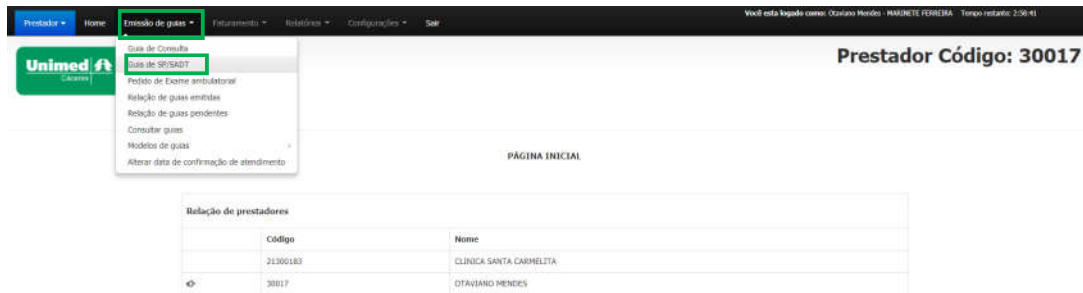 Prestador Home Emissão de guias Faturamento Relatórios Configurações Sair
Você esta logado como: Otaviano Mendes - MARINETE FERREIRA Tempo restante: 2:58:41
Unimed
Cáceres
Prestador Código: 30017
Guia de Consulta
Guia de SP/SADT
Pedido de Exame ambulatorial
Relação de guias emitidas
Relação de guias pendentes
Consultar guias
Modelos de guias
Alterar data de confirmação de atendimento
PÁGINA INICIAL
Relação de prestadores
Código Nome
21300183 CLINICA SANTA CARMELITA
30017 OTAVIANO MENDES